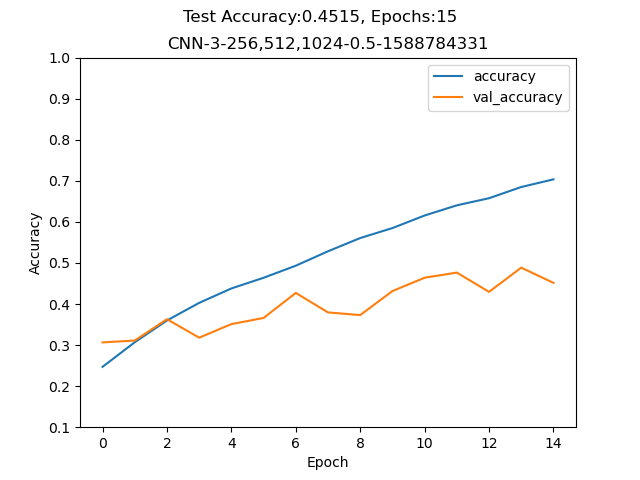 Test Accuracy:0.4515, Epochs:15
CNN-3-256,512,1024-0.5-1588784331
accuracy
val_accuracy
1.0
0.9
0.8
0.7
0.6
0.5
0.4
0.3
0.2
0.1
Accuracy
0 2 4 6 8 10 12 14
Epoch